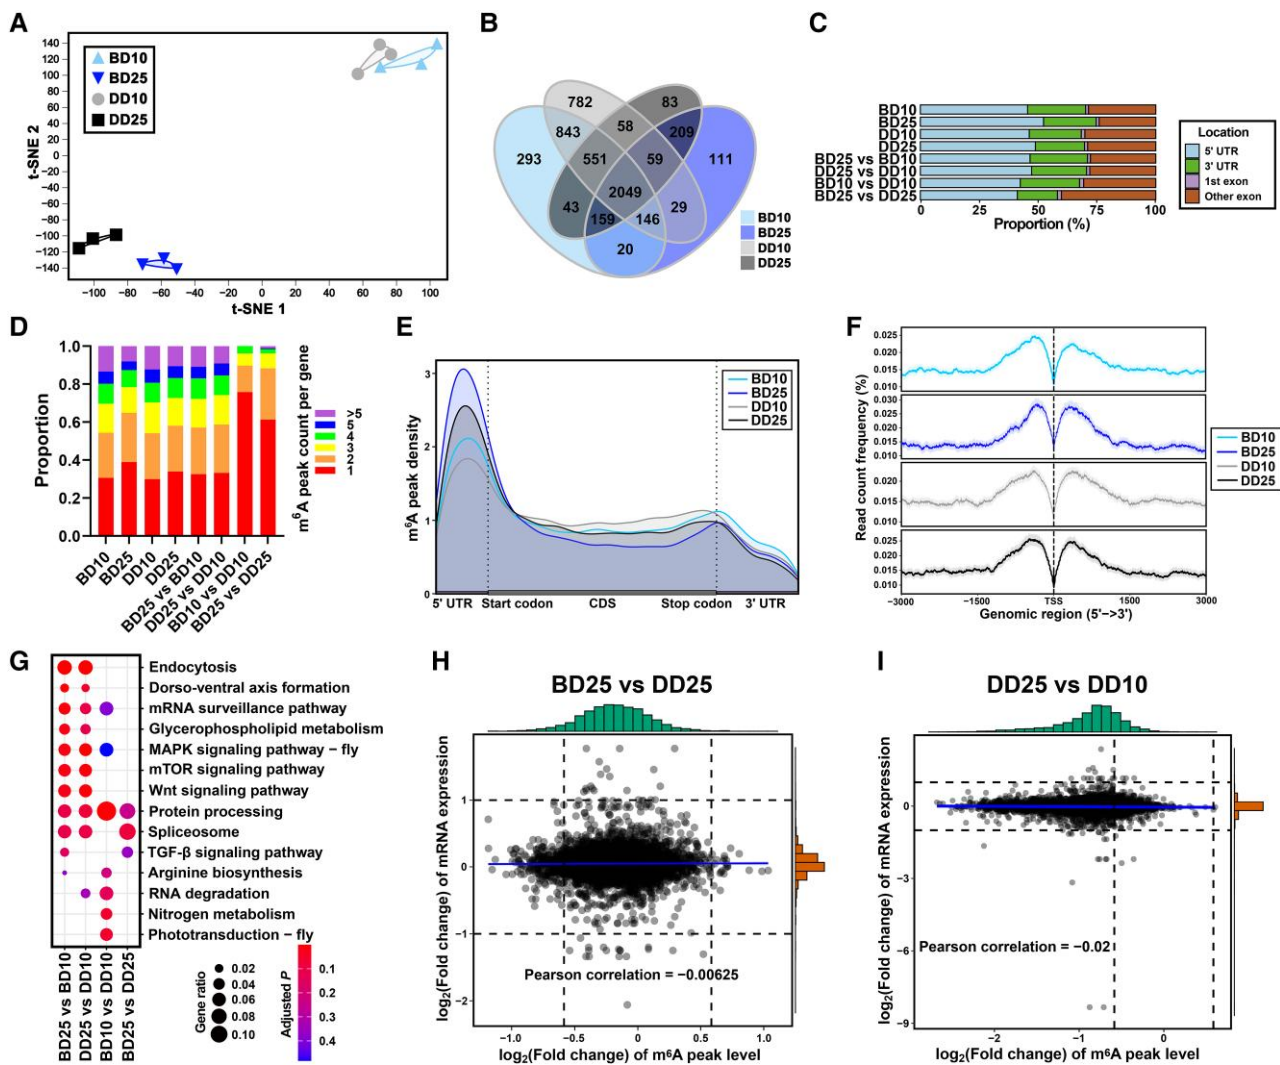 A
BD10
BD25
DD10
DD25
t-SNE 2
140
120
100
80
60
40
20
0
−20
−40
−60
−80
−100
−120
−140
−100 −80 −60 −40 −20 0 20 40 60 80 100
t-SNE 1
B
782 83
843 58 209
293 551 59 111
2049
43 159 146 29
20
BD10
BD25
DD10
DD25
C
BD10
BD25
DD10
DD25
BD25 vs BD10
DD25 vs DD10
BD10 vs DD10
BD25 vs DD25
0 25 50 75 100
Proportion (%)
Location
5' UTR
3' UTR
1st exon
Other exon
D
Proportion
1.0
0.8
0.6
0.4
0.2
0.0
BD10
BD25
DD10
DD25
BD25 vs BD10
DD25 vs DD10
BD10 vs DD10
BD25 vs DD25
>5
5
4
3
2
1
m⁶A peak count per gene
E
m⁶A peak density
3
2
1
0
BD10
BD25
DD10
DD25
5' UTR Start codon CDS Stop codon 3' UTR
F
Read count frequency (%)
0.025
0.020
0.015
0.010
0.030
0.025
0.020
0.015
0.010
0.020
0.015
0.010
0.025
0.020
0.015
0.010
−3000 −1500 TSS 1500 3000
Genomic region (5'−>3')
BD10
BD25
DD10
DD25
G
Endocytosis
Dorso−ventral axis formation
mRNA surveillance pathway
Glycerophospholipid metabolism
MAPK signaling pathway − fly
mTOR signaling pathway
Wnt signaling pathway
Protein processing
Spliceosome
TGF-β signaling pathway
Arginine biosynthesis
RNA degradation
Nitrogen metabolism
Phototransduction − fly
BD25 vs BD10
DD25 vs DD10
BD10 vs DD10
BD25 vs DD25
Gene ratio
0.02
0.04
0.06
0.08
0.10
Adjusted P
0.1
0.2
0.3
0.4
H
BD25 vs DD25
log₂(Fold change) of mRNA expression
1
0
−1
−2
Pearson correlation = −0.00625
−1.0 −0.5 0.0 0.5 1.0
log₂(Fold change) of m⁶A peak level
I
DD25 vs DD10
log₂(Fold change) of mRNA expression
0
−3
−6
−9
Pearson correlation = −0.02
−2 −1 0
log₂(Fold change) of m⁶A peak level